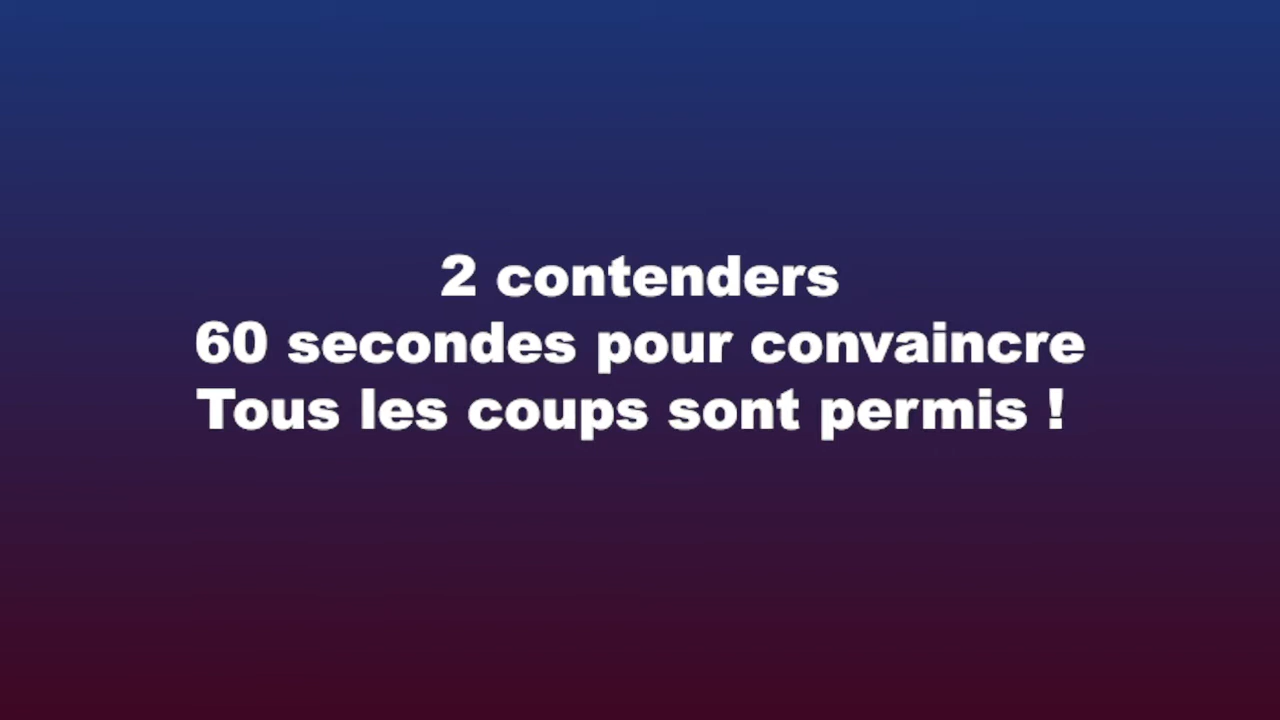 2 contenders
60 secondes pour convaincre
Tous les coups sont permis !